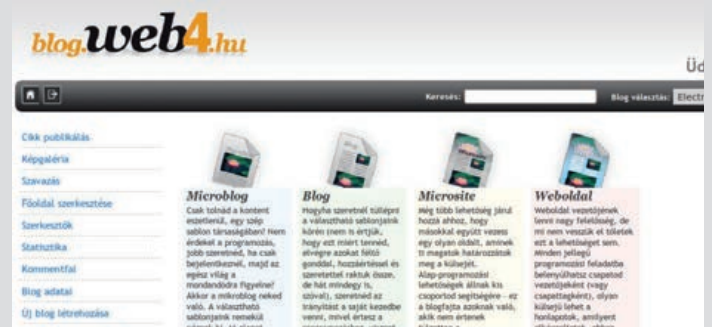 blog.web4.hu
Üd
Keresés:
Blog választás: Electr
Cikk publikálás
Képgaléria
Szavazás
Főoldal szerkesztése
Szerkesztők
Statisztika
Kommentfal
Blog adatai
Új blog létrehozása
Microblog
Csak tolnád a kontent
eszetlenül, egy szép
sablon társaságában! Nem
érdekel a programozás,
jobb szeretnéd, ha csak
bejelentkeznél, majd az
egész világ a
mondandódra figyelne?
Akkor a mikroblog neked
való. A választható
sablonjaink remekül
Blog
Hogyha szeretnél túllépni
a választható sablonjaink
körén (nem is értjük,
hogy ezt miért tennéd,
elvégre azokat féltő
gonddal, hozzáértéssel és
szeretettel raktuk össze,
de hát mindegy is,
szóval), szeretnéd az
irányítást a saját kezedbe
venni, mivel értesz a
Microsite
Még több lehetőség járul
hozzá ahhoz, hogy
másokkal együtt vezess
egy olyan oldalt, aminek
ti magatok határozzátok
meg a külsejét.
Alap-programozási
lehetőségek állnak kis
csoportod segítségére - ez
a blogfajta azoknak való,
akik nem értenek
Weboldal
Weboldal vezetőjének
lenni nagy felelősség, de
mi nem vesszük el tőletek
ezt a lehetőséget sem.
Minden jellegű
programozási feladatba
belenyúlhatsz csapatod
vezetőjeként (vagy
csapattagként), olyan
külsejű lehet a
honlapotok, amilyent